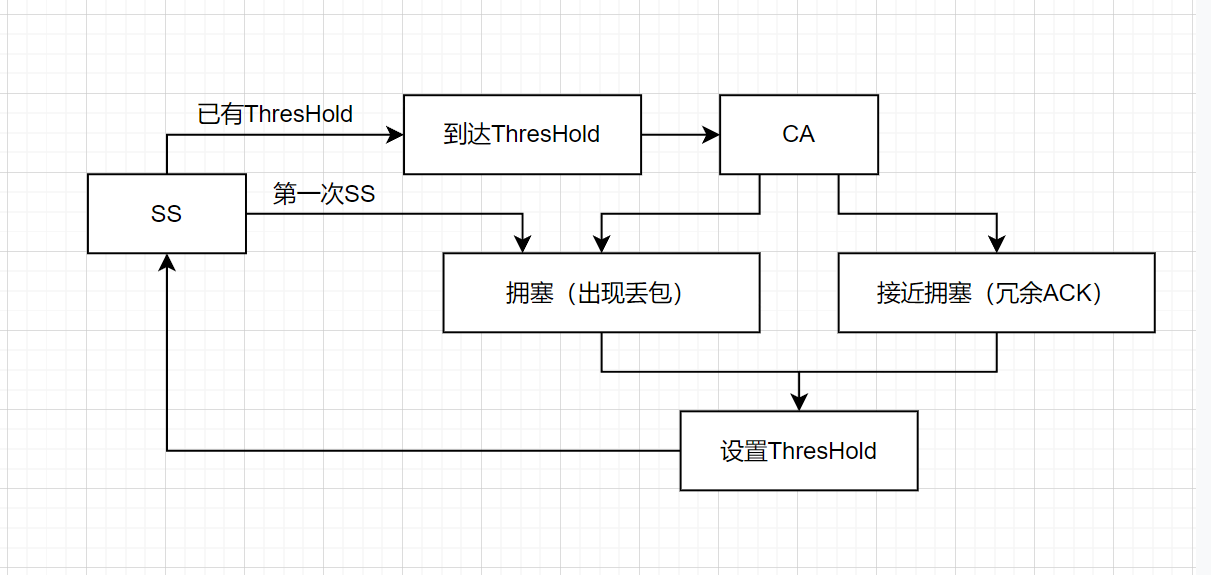 已有ThresHold
到达ThresHold
CA
SS
第一次SS
拥塞（出现丢包）
接近拥塞（冗余ACK）
设置ThresHold